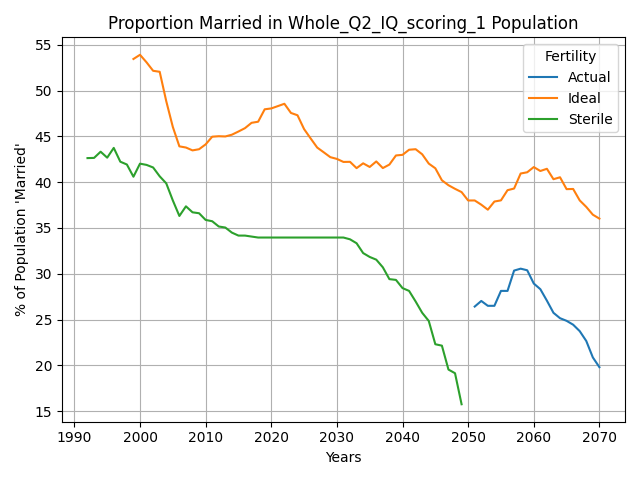 Proportion Married in Whole_Q2_IQ_scoring_1 Population
% of Population 'Married'
55
50
45
40
35
30
25
20
15
Fertility
Actual
Ideal
Sterile
1990 2000 2010 2020 2030 2040 2050 2060 2070
Years